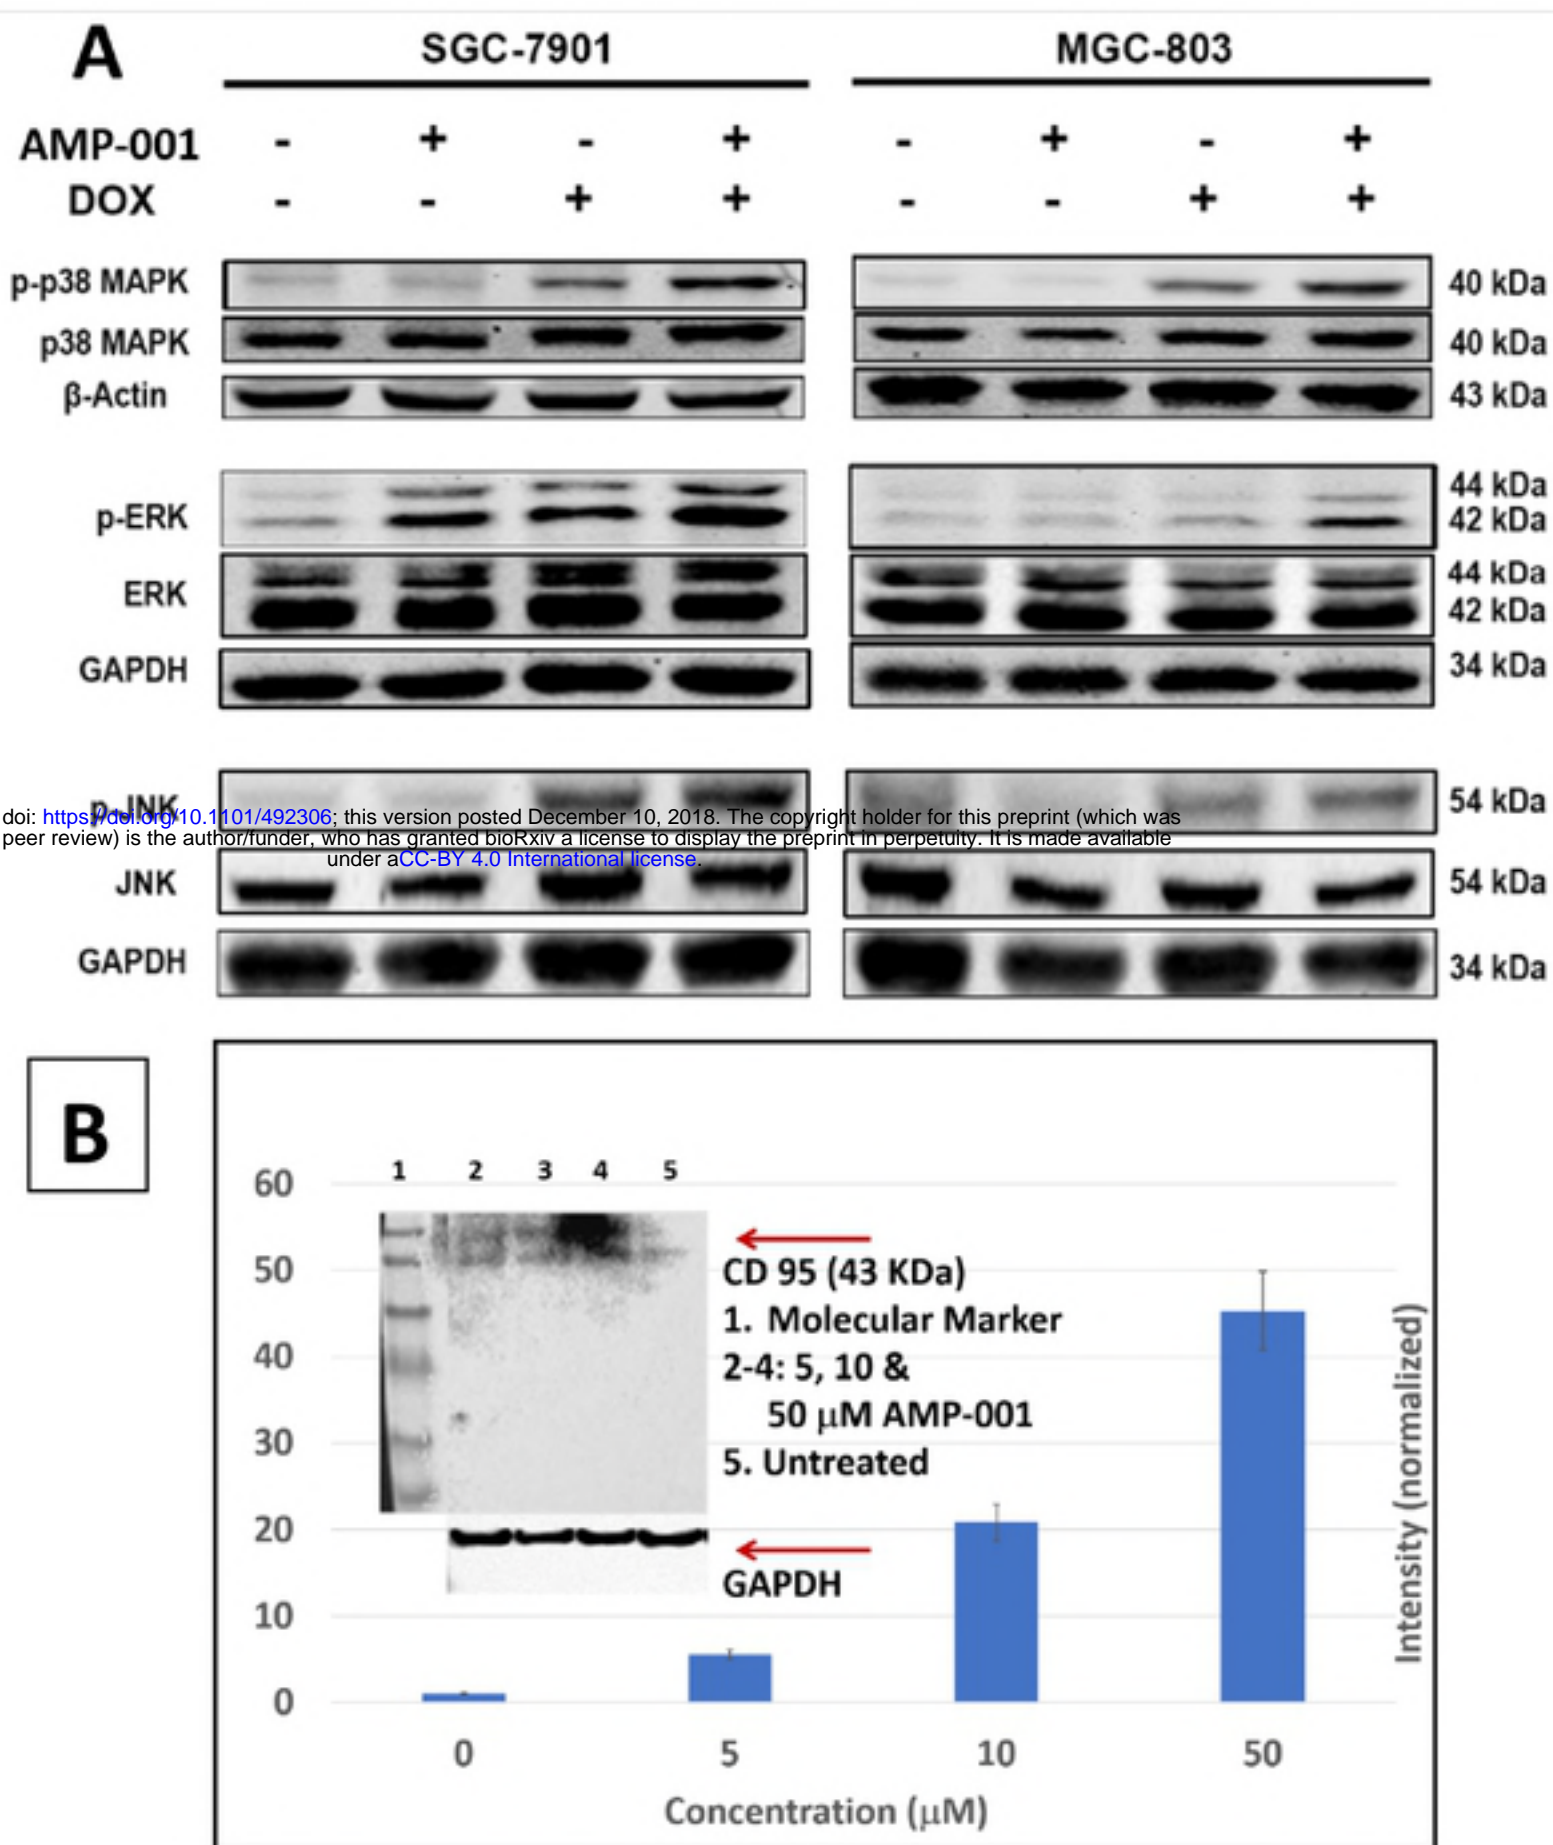 A
SGC-7901 MGC-803
AMP-001 - + - + - + - +
DOX - - + + - - + +
p-p38 MAPK 40 kDa
p38 MAPK 40 kDa
β-Actin 43 kDa
44 kDa
p-ERK 42 kDa
44 kDa
ERK 42 kDa
GAPDH 34 kDa
p-JNK 54 kDa
doi: https://doi.org/10.1101/492306; this version posted December 10, 2018. The copyright holder for this preprint (which was
peer review) is the author/funder, who has granted bioRxiv a license to display the preprint in perpetuity. It is made available
under aCC-BY 4.0 International license.
JNK 54 kDa
GAPDH 34 kDa
B
1 2 3 4 5
60
50
40
30
20
10
0
CD 95 (43 KDa)
1. Molecular Marker
2-4: 5, 10 &
50 μM AMP-001
5. Untreated
GAPDH
Intensity (normalized)
0 5 10 50
Concentration (μM)